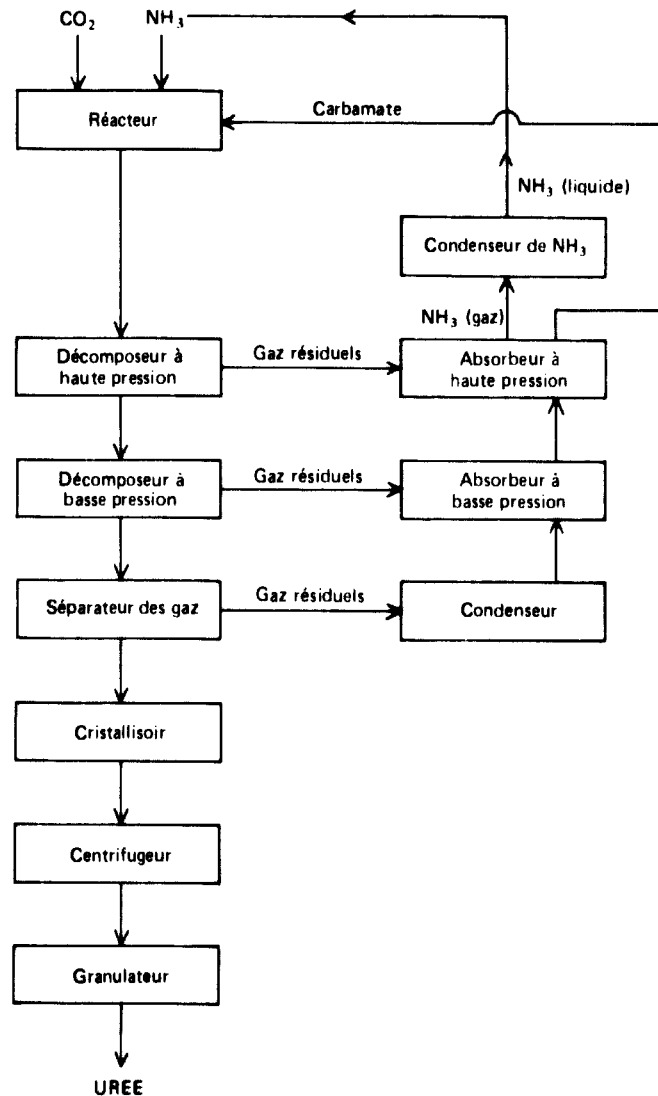 CO₂
NH₃
Réacteur
Carbamate
NH₃ (liquide)
Condenseur de NH₃
NH₃ (gaz)
Décomposeur à
haute pression
Gaz résiduels
Absorbeur à
haute pression
Décomposeur à
basse pression
Gaz résiduels
Absorbeur à
basse pression
Séparateur des gaz
Gaz résiduels
Condenseur
Cristallisoir
Centrifugeur
Granulateur
UREE